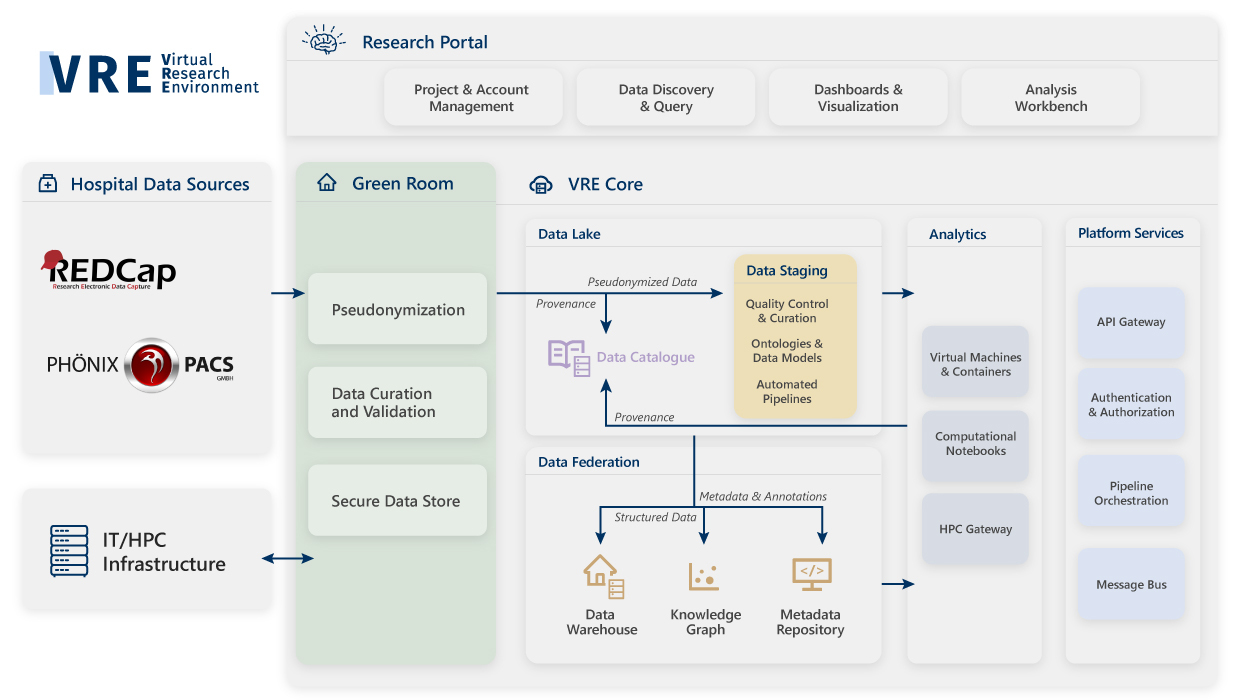 VRE Virtual
Research
Environment
Research Portal
Project & Account
Management
Data Discovery
& Query
Dashboards &
Visualization
Analysis
Workbench
Hospital Data Sources
REDCap
Research Electronic Data Capture
PHÖNIX PACS
GMBH
IT/HPC
Infrastructure
Green Room
Pseudonymization
Data Curation
and Validation
Secure Data Store
VRE Core
Data Lake
Pseudonymized Data
Provenance
Data Catalogue
Provenance
Data Staging
Quality Control
& Curation
Ontologies &
Data Models
Automated
Pipelines
Data Federation
Metadata & Annotations
Structured Data
</>
Data
Warehouse
Knowledge
Graph
Metadata
Repository
Analytics
Virtual Machines
& Containers
Computational
Notebooks
HPC Gateway
Platform Services
API Gateway
Authentication
& Authorization
Pipeline
Orchestration
Message Bus